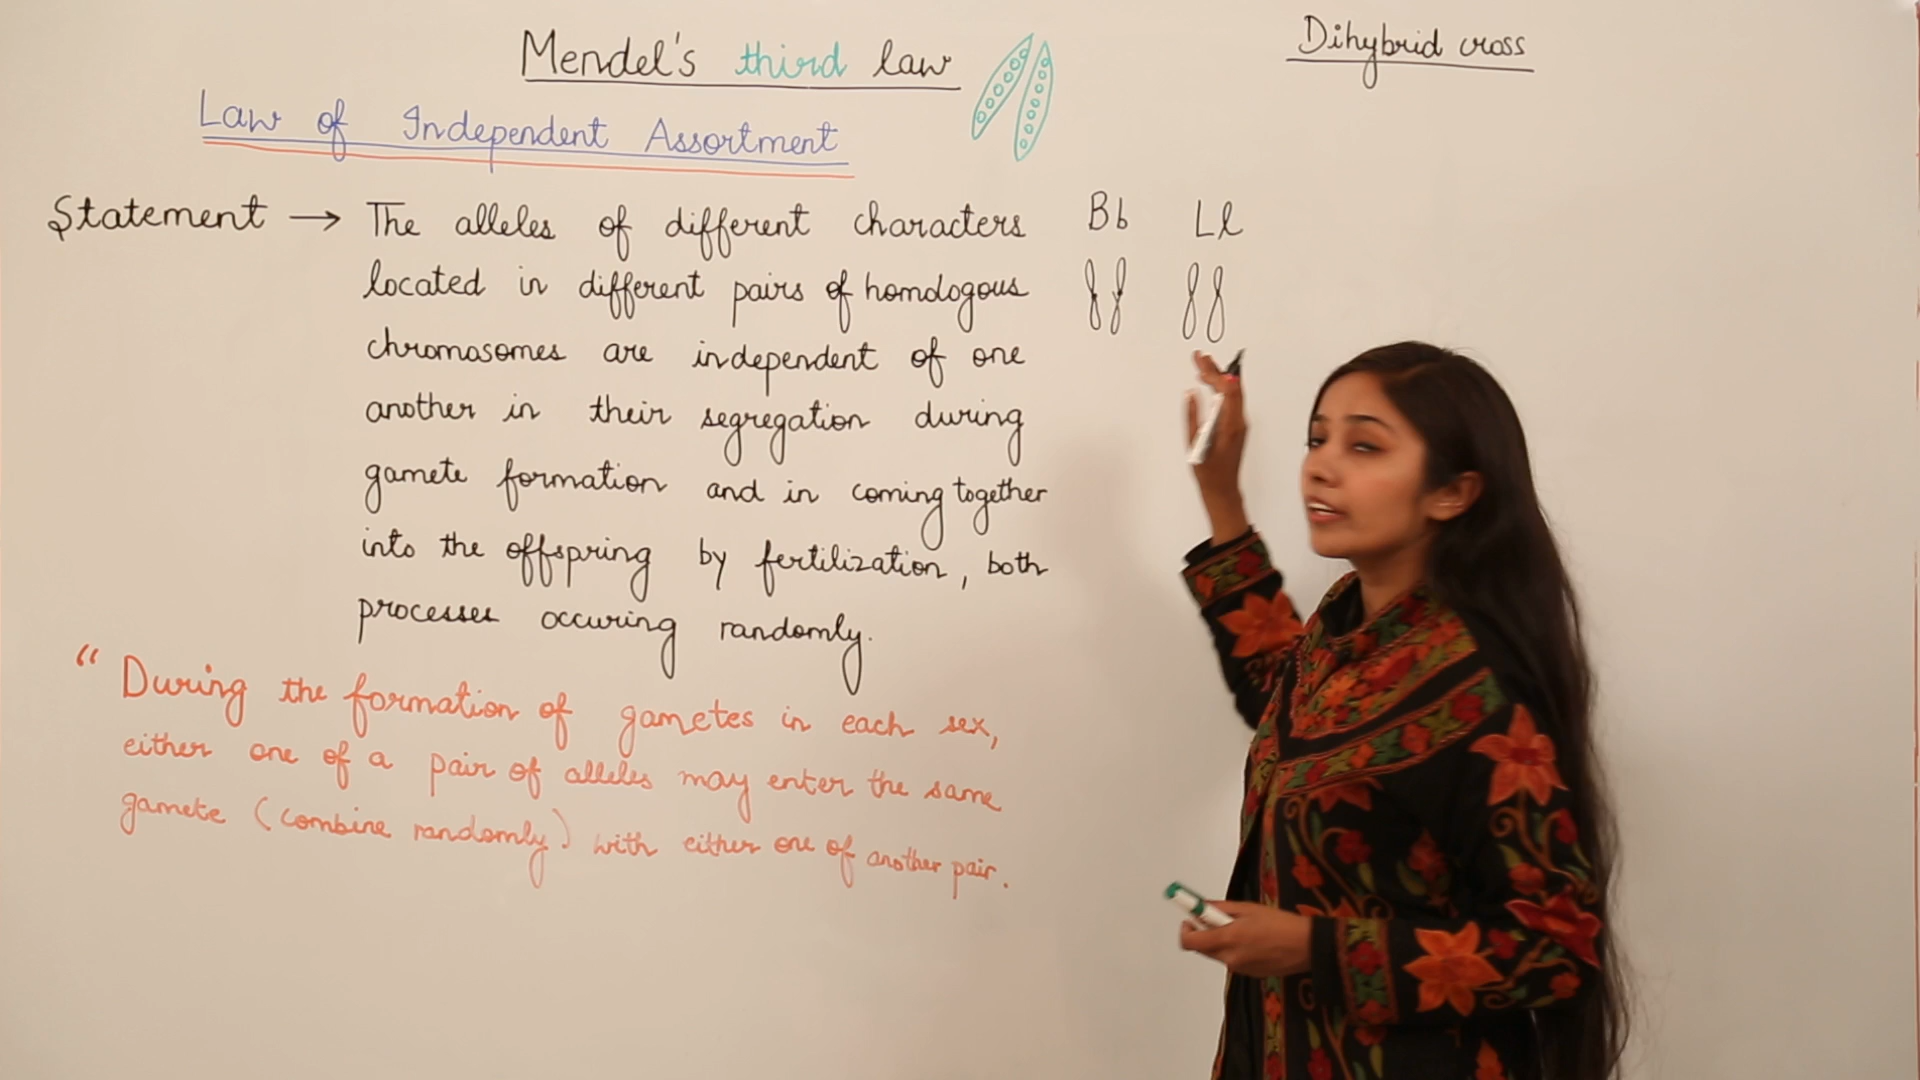 Mendel's third law
Law of Independent Assortment
Statement → The alleles of different characters
located in different pairs of homologous
chromosomes are independent of one
another in their segregation during
gamete formation and in coming together
into the offspring by fertilization, both
processes occuring randomly.
“ During the formation of gametes in each sex,
either one of a pair of alleles may enter the same
gamete (combine randomly) with either one of another pair.
Bb Ll
Dihybrid cross